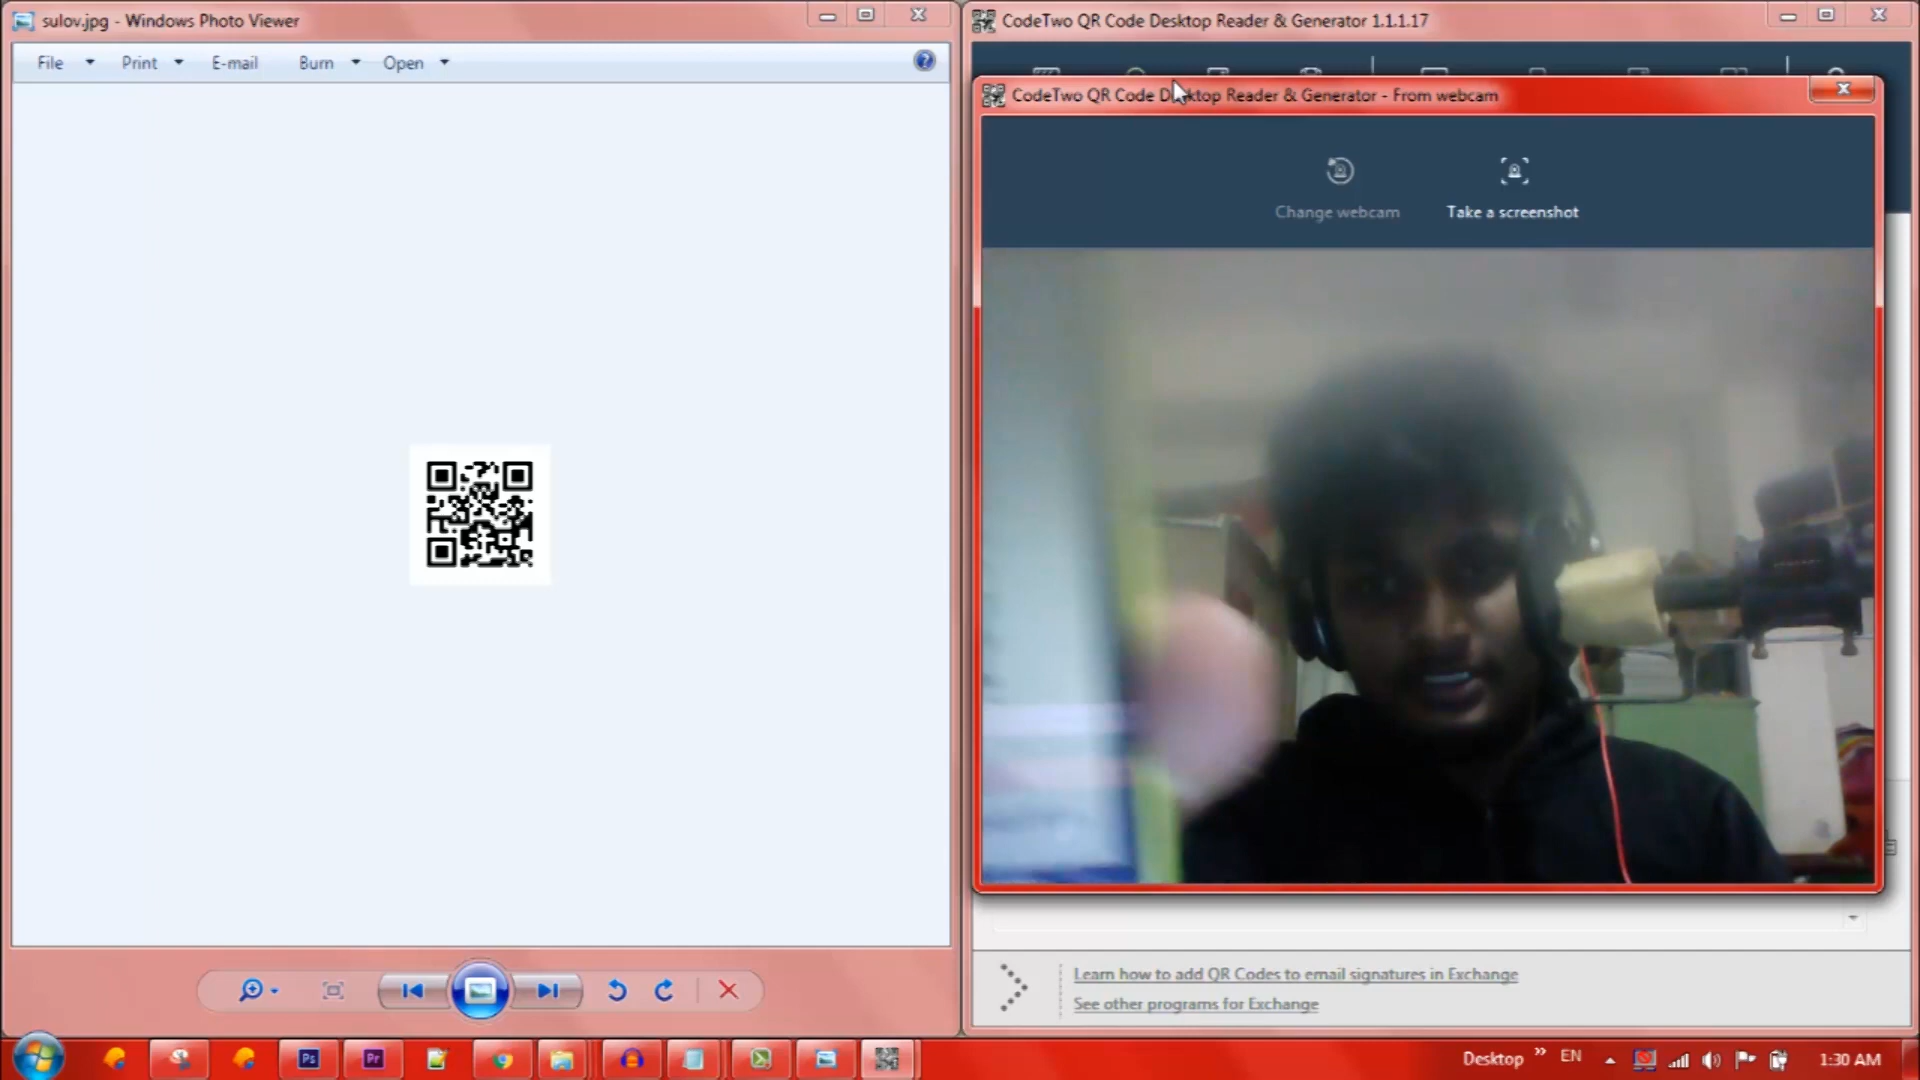 sulov.jpg - Windows Photo Viewer
File Print E-mail Burn Open
CodeTwo QR Code Desktop Reader & Generator 1.1.1.17
CodeTwo QR Code Desktop Reader & Generator - From webcam
Change webcam Take a screenshot
Learn how to add QR Codes to email signatures in Exchange
See other programs for Exchange
Ps Pr
Desktop » EN 1:30 AM